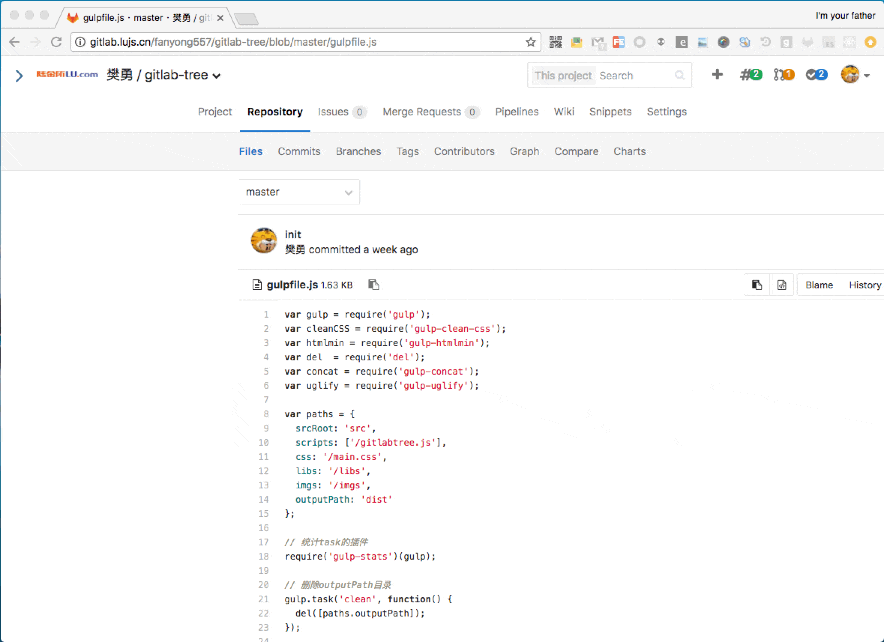 gulpfile.js · master · 樊勇 / gitl
I'm your father
gitlab.lujs.cn/fanyong557/gitlab-tree/blob/master/gulpfile.js
LU.com 樊勇 / gitlab-tree
This project Search
2 1 2
Project Repository Issues 0 Merge Requests 0 Pipelines Wiki Snippets Settings
Files Commits Branches Tags Contributors Graph Compare Charts
master
init
樊勇 committed a week ago
gulpfile.js 1.63 KB
Blame History
1 var gulp = require('gulp');
2 var cleanCSS = require('gulp-clean-css');
3 var htmlmin = require('gulp-htmlmin');
4 var del  = require('del');
5 var concat = require('gulp-concat');
6 var uglify = require('gulp-uglify');
7
8 var paths = {
9   srcRoot: 'src',
10   scripts: ['/gitlabtree.js'],
11   css: '/main.css',
12   libs: '/libs',
13   imgs: '/imgs',
14   outputPath: 'dist'
15 };
16
17 // 统计task的插件
18 require('gulp-stats')(gulp);
19
20 // 删除outputPath目录
21 gulp.task('clean', function() {
22   del([paths.outputPath]);
23 });
24